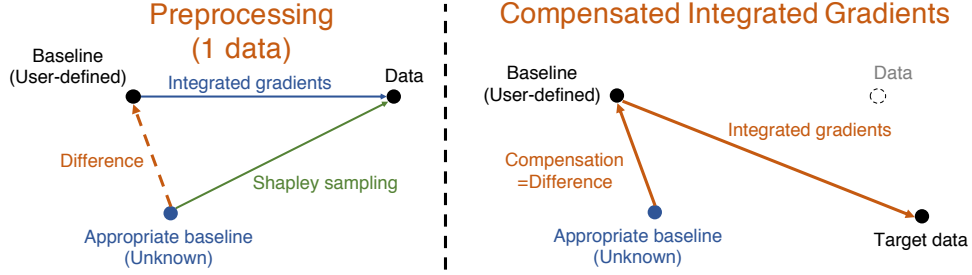 Preprocessing
(1 data)
Baseline
(User-defined)
Integrated gradients
Data
Difference
Shapley sampling
Appropriate baseline
(Unknown)
Compensated Integrated Gradients
Baseline
(User-defined)
Data
Integrated gradients
Compensation
=Difference
Appropriate baseline
(Unknown)
Target data